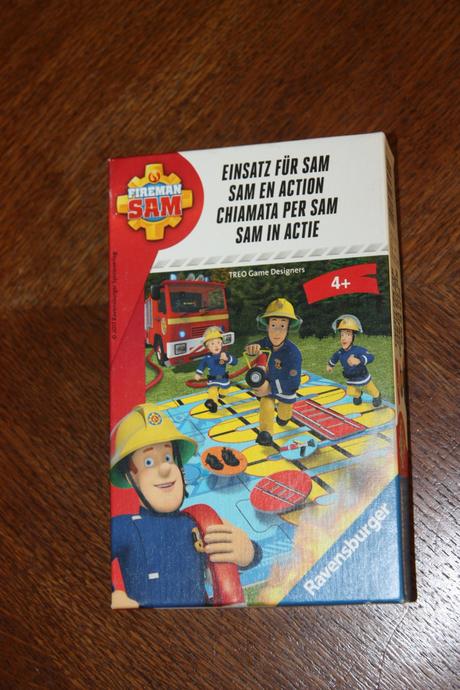 FIREMAN
SAM
EINSATZ FÜR SAM
SAM EN ACTION
CHIAMATA PER SAM
SAM IN ACTIE
TREO Game Designers
4+
Ravensburger